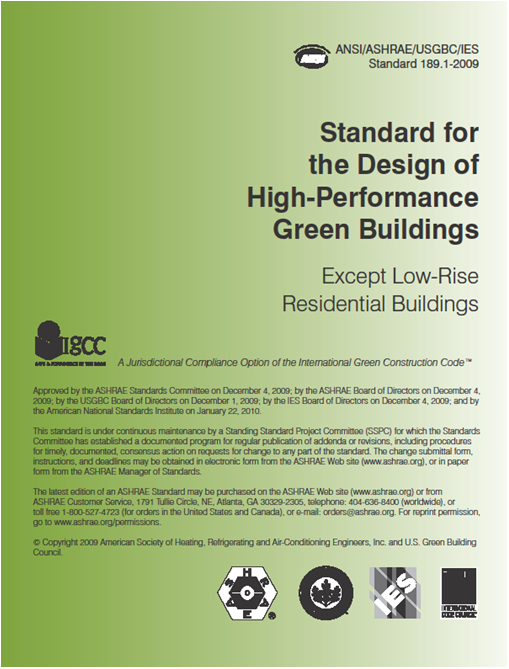 ANSI/ASHRAE/USGBC/IES
Standard 189.1-2009
Standard for
the Design of
High-Performance
Green Buildings
Except Low-Rise
Residential Buildings
IGCC
A Jurisdictional Compliance Option of the International Green Construction Code™
Approved by the ASHRAE Standards Committee on December 4, 2009; by the ASHRAE Board of Directors on December 4,
2009; by the USGBC Board of Directors on December 1, 2009; by the IES Board of Directors on December 4, 2009; and by
the American National Standards Institute on January 22, 2010.
This standard is under continuous maintenance by a Standing Standard Project Committee (SSPC) for which the Standards
Committee has established a documented program for regular publication of addenda or revisions, including procedures
for timely, documented, consensus action on requests for change to any part of the standard. The change submittal form,
instructions, and deadlines may be obtained in electronic form from the ASHRAE Web site (www.ashrae.org), or in paper
form from the ASHRAE Manager of Standards.
The latest edition of an ASHRAE Standard may be purchased on the ASHRAE Web site (www.ashrae.org) or from
ASHRAE Customer Service, 1791 Tullie Circle, NE, Atlanta, GA 30329-2305, telephone: 404-636-8400 (worldwide), or
toll free 1-800-527-4723 (for orders in the United States and Canada), or e-mail: orders@ashrae.org. For reprint permission,
go to www.ashrae.org/permissions.
© Copyright 2009 American Society of Heating, Refrigerating and Air-Conditioning Engineers, Inc. and U.S. Green Building
Council.
ASHRAE ®
IES
INTERNATIONAL
CODE COUNCIL